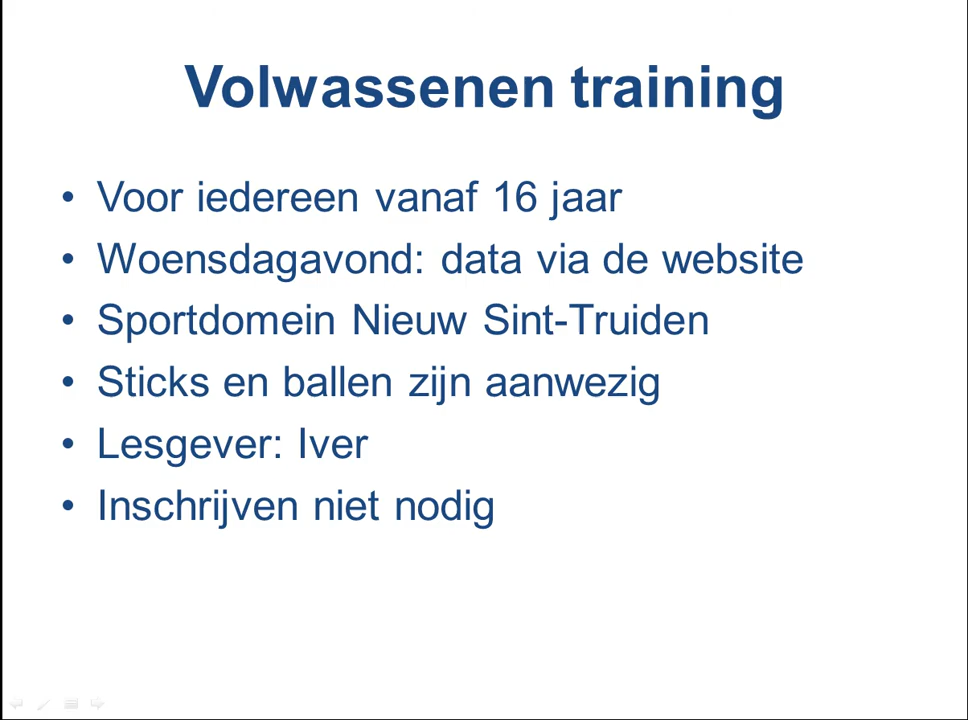 Volwassenen training
• Voor iedereen vanaf 16 jaar
• Woensdagavond: data via de website
• Sportdomein Nieuw Sint-Truiden
• Sticks en ballen zijn aanwezig
• Lesgever: Iver
• Inschrijven niet nodig